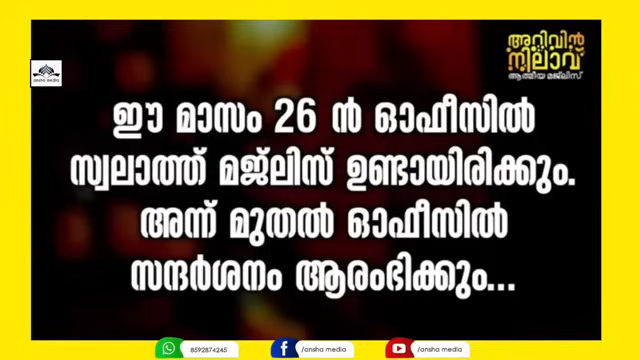 അറിവിൻ
നിലാവ്
ആത്മീയ മജ്ലിസ്
ansha media
ഈ മാസം 26 ൻ ഓഫീസിൽ
സ്വലാത്ത് മജ്ലിസ് ഉണ്ടായിരിക്കും.
അന്ന് മുതൽ ഓഫീസിൽ
സന്ദർശനം ആരംഭിക്കും...
8592874245
/ansha media
/ansha media